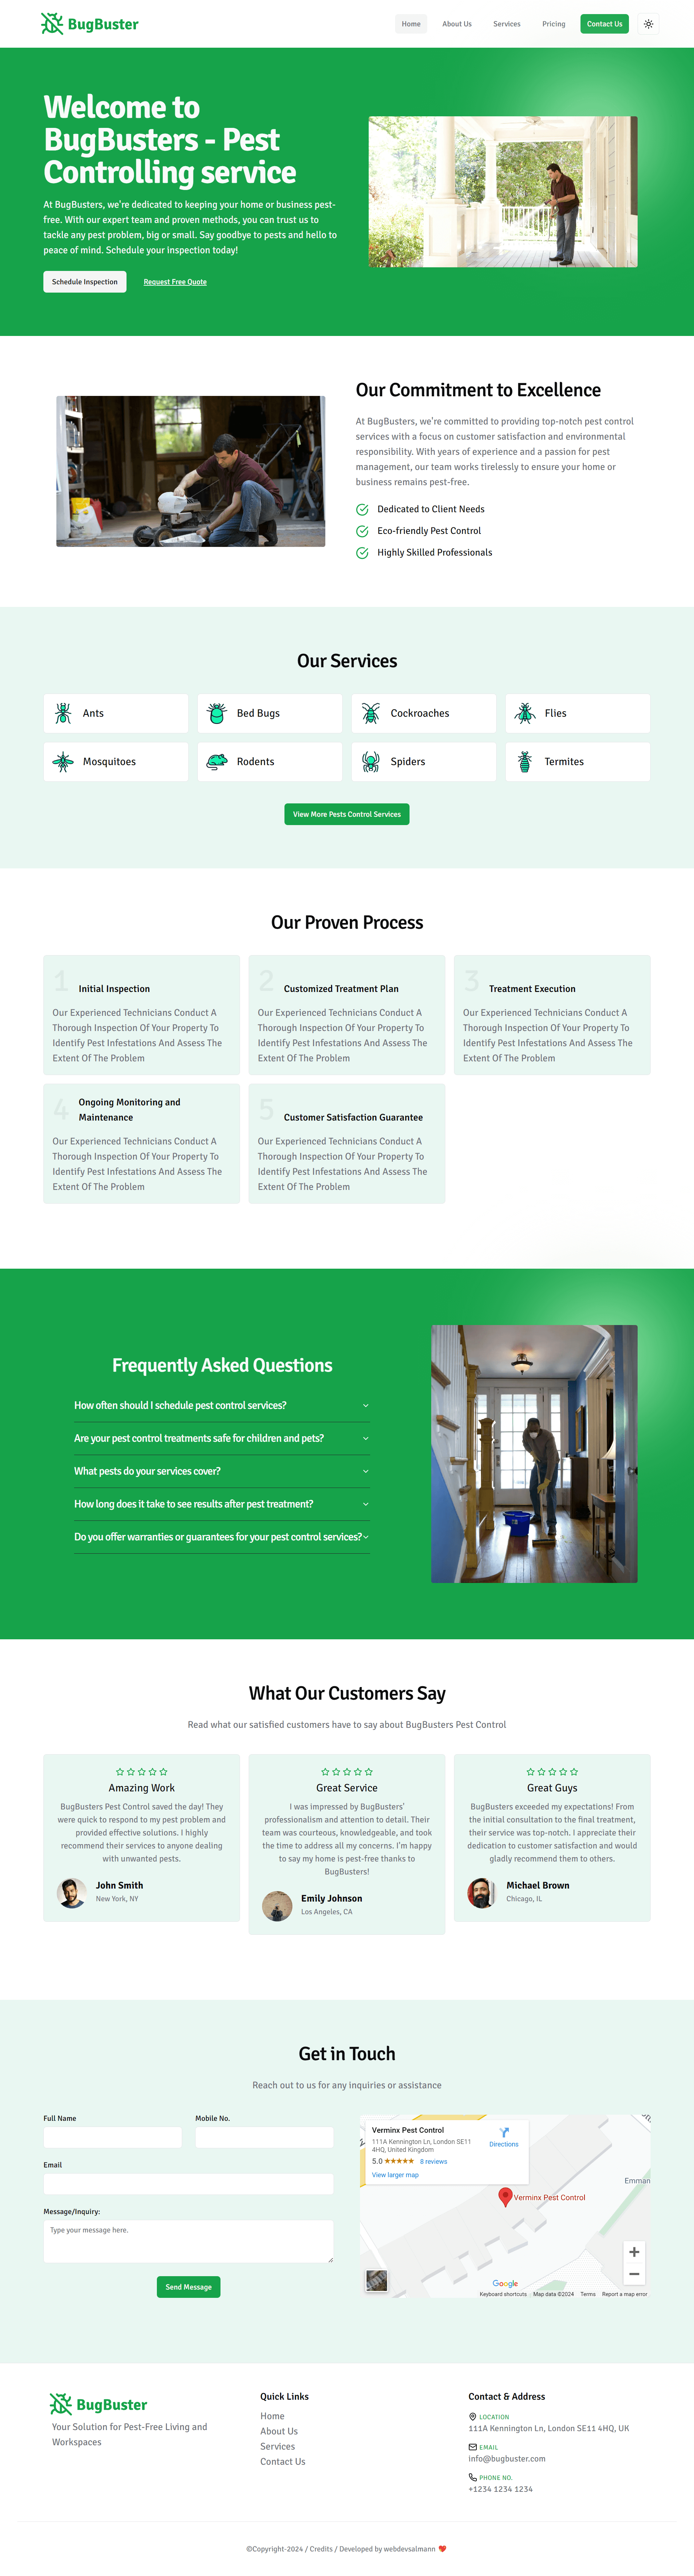 BugBuster
Home
About Us
Services
Pricing
Contact Us
Welcome to
BugBusters - Pest
Controlling service
At BugBusters, we're dedicated to keeping your home or business pest-
free. With our expert team and proven methods, you can trust us to
tackle any pest problem, big or small. Say goodbye to pests and hello to
peace of mind. Schedule your inspection today!
Schedule Inspection
Request Free Quote
Our Commitment to Excellence
At BugBusters, we're committed to providing top-notch pest control
services with a focus on customer satisfaction and environmental
responsibility. With years of experience and a passion for pest
management, our team works tirelessly to ensure your home or
business remains pest-free.
Dedicated to Client Needs
Eco-friendly Pest Control
Highly Skilled Professionals
Our Services
Ants
Bed Bugs
Cockroaches
Flies
Mosquitoes
Rodents
Spiders
Termites
View More Pests Control Services
Our Proven Process
1 Initial Inspection
Our Experienced Technicians Conduct A
Thorough Inspection Of Your Property To
Identify Pest Infestations And Assess The
Extent Of The Problem
2 Customized Treatment Plan
Our Experienced Technicians Conduct A
Thorough Inspection Of Your Property To
Identify Pest Infestations And Assess The
Extent Of The Problem
3 Treatment Execution
Our Experienced Technicians Conduct A
Thorough Inspection Of Your Property To
Identify Pest Infestations And Assess The
Extent Of The Problem
4 Ongoing Monitoring and
Maintenance
Our Experienced Technicians Conduct A
Thorough Inspection Of Your Property To
Identify Pest Infestations And Assess The
Extent Of The Problem
5 Customer Satisfaction Guarantee
Our Experienced Technicians Conduct A
Thorough Inspection Of Your Property To
Identify Pest Infestations And Assess The
Extent Of The Problem
Frequently Asked Questions
How often should I schedule pest control services?
Are your pest control treatments safe for children and pets?
What pests do your services cover?
How long does it take to see results after pest treatment?
Do you offer warranties or guarantees for your pest control services?
What Our Customers Say
Read what our satisfied customers have to say about BugBusters Pest Control
Amazing Work
BugBusters Pest Control saved the day! They
were quick to respond to my pest problem and
provided effective solutions. I highly
recommend their services to anyone dealing
with unwanted pests.
John Smith
New York, NY
Great Service
I was impressed by BugBusters'
professionalism and attention to detail. Their
team was courteous, knowledgeable, and took
the time to address all my concerns. I'm happy
to say my home is pest-free thanks to
BugBusters!
Emily Johnson
Los Angeles, CA
Great Guys
BugBusters exceeded my expectations! From
the initial consultation to the final treatment,
their service was top-notch. I appreciate their
dedication to customer satisfaction and would
gladly recommend them to others.
Michael Brown
Chicago, IL
Get in Touch
Reach out to us for any inquiries or assistance
Full Name
Mobile No.
Email
Message/Inquiry:
Type your message here.
Send Message
Verminx Pest Control
111A Kennington Ln, London SE11
4HQ, United Kingdom
Directions
5.0 ★★★★★ 8 reviews
View larger map
Emman
Verminx Pest Control
Google
Keyboard shortcuts
Map data ©2024
Terms
Report a map error
BugBuster
Your Solution for Pest-Free Living and
Workspaces
Quick Links
Home
About Us
Services
Contact Us
Contact & Address
LOCATION
111A Kennington Ln, London SE11 4HQ, UK
EMAIL
info@bugbuster.com
PHONE NO.
+1234 1234 1234
©Copyright-2024 / Credits / Developed by webdevsalmann ❤️